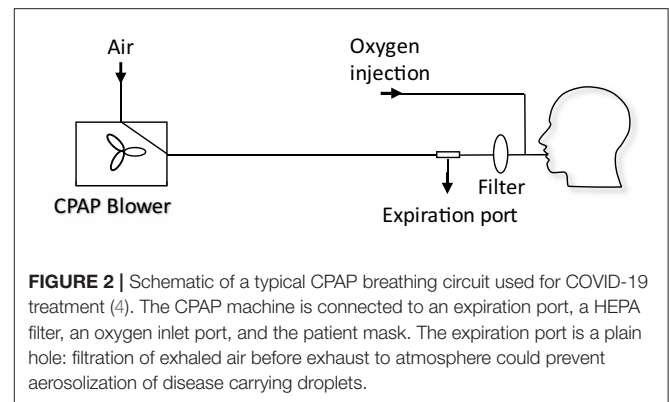 Air
Oxygen
injection
CPAP Blower
Filter
Expiration port
FIGURE 2 | Schematic of a typical CPAP breathing circuit used for COVID-19
treatment (4). The CPAP machine is connected to an expiration port, a HEPA
filter, an oxygen inlet port, and the patient mask. The expiration port is a plain
hole: filtration of exhaled air before exhaust to atmosphere could prevent
aerosolization of disease carrying droplets.